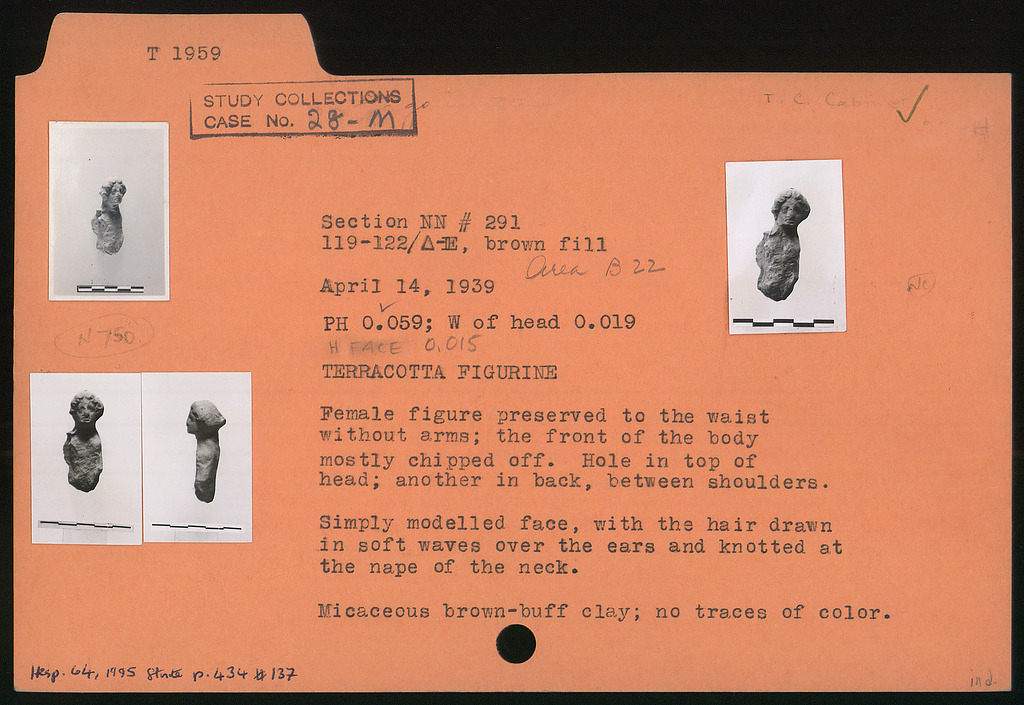 T 1959
STUDY COLLECTIONS
CASE No. 28-M
T. C. Cabinet
Section NN # 291
119-122/Δ-Ε, brown fill
Area B 22
April 14, 1939
PH 0.059; W of head 0.019
H FACE 0.015
N 750
NC
TERRACOTTA FIGURINE
Female figure preserved to the waist
without arms; the front of the body
mostly chipped off. Hole in top of
head; another in back, between shoulders.
Simply modelled face, with the hair drawn
in soft waves over the ears and knotted at
the nape of the neck.
Micaceous brown-buff clay; no traces of color.
Hesp. 64, 1995 p. 434 #137
ind.